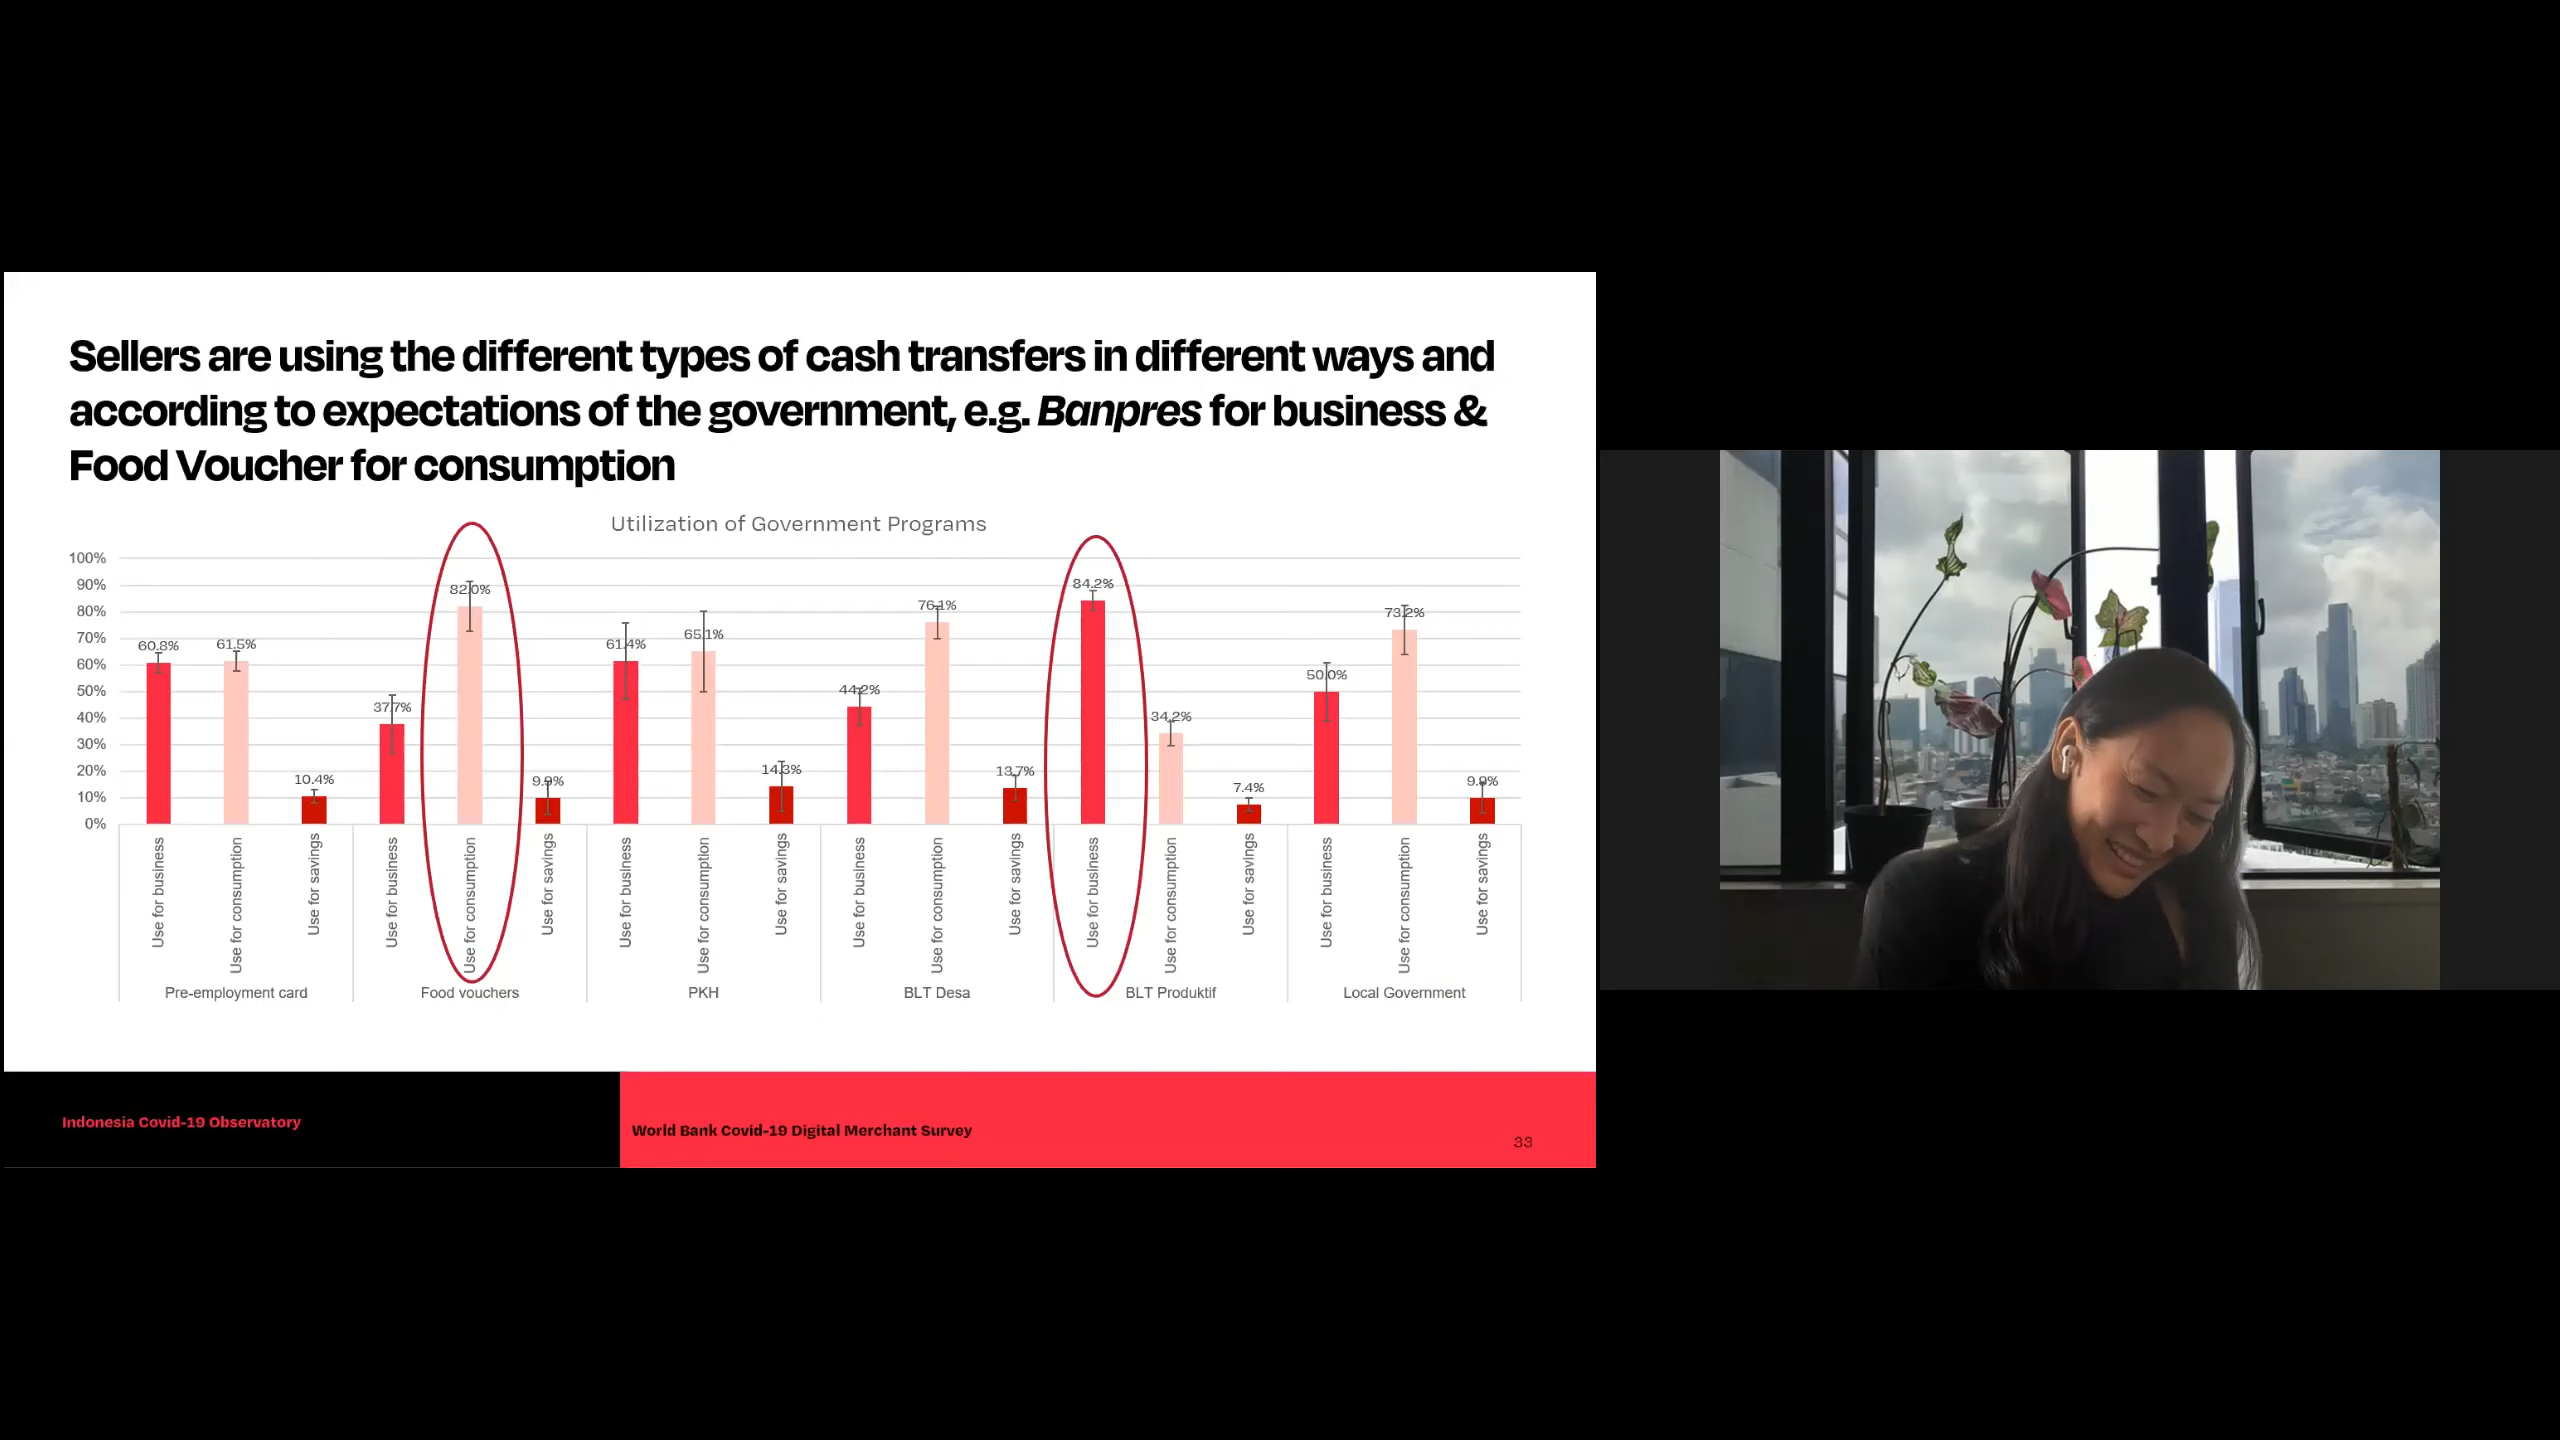 Sellers are using the different types of cash transfers in different ways and
according to expectations of the government, e.g. Banpres for business &
Food Voucher for consumption
Utilization of Government Programs
100%
90%
80%
70%
60%
50%
40%
30%
20%
10%
0%
60.8%
61.5%
10.4%
37.7%
82.0%
9.9%
61.4%
65.1%
14.3%
44.2%
76.1%
13.7%
84.2%
34.2%
7.4%
50.0%
73.2%
9.9%
Use for business
Use for consumption
Use for savings
Use for business
Use for consumption
Use for savings
Use for business
Use for consumption
Use for savings
Use for business
Use for consumption
Use for savings
Use for business
Use for consumption
Use for savings
Use for business
Use for consumption
Use for savings
Pre-employment card
Food vouchers
PKH
BLT Desa
BLT Produktif
Local Government
Indonesia Covid-19 Observatory
World Bank Covid-19 Digital Merchant Survey
33